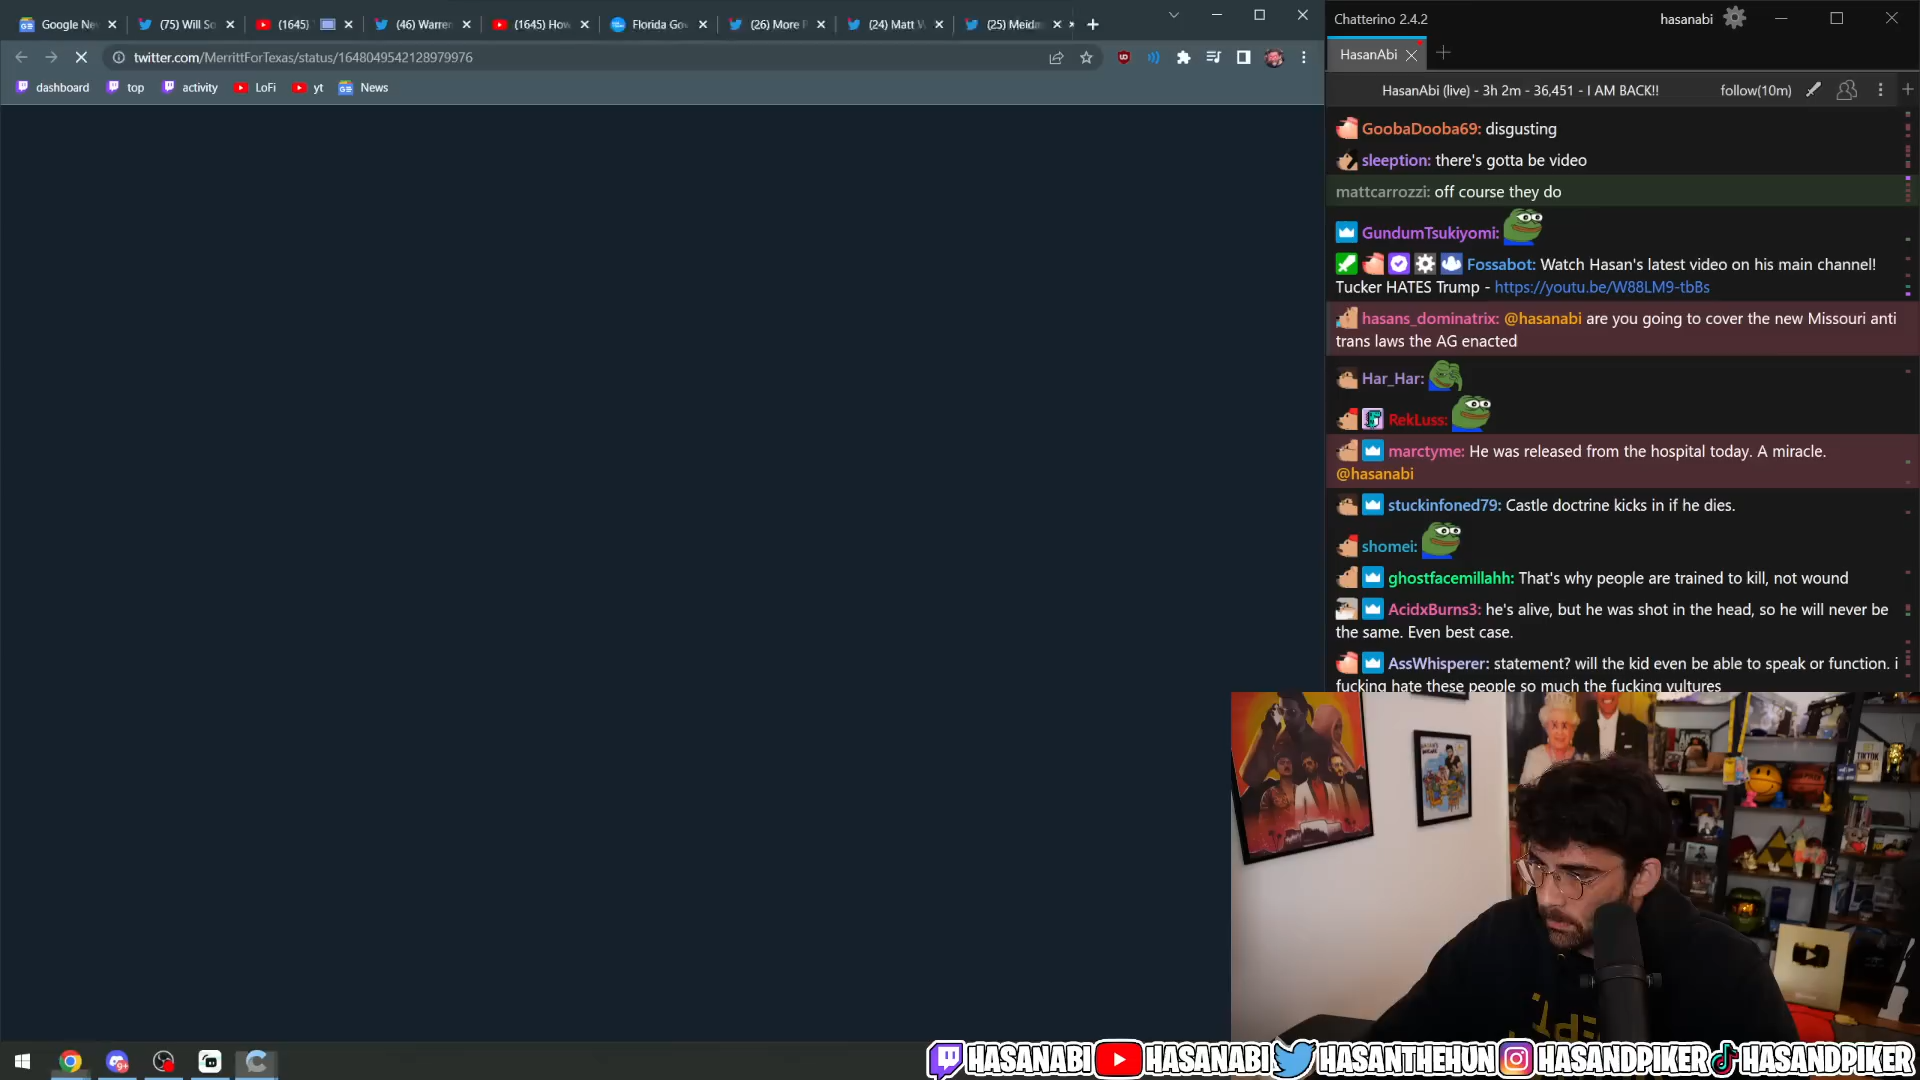 Google Ne
(75) Will So
(1645)
(46) Warren
(1645) How
Florida Go
(26) More P
(24) Matt W
(25) Meida
twitter.com/MerrittForTexas/status/1648049542128979976
dashboard
top
activity
LoFi
yt
News
Chatterino 2.4.2
hasanabi
HasanAbi
HasanAbi (live) - 3h 2m - 36,451 - I AM BACK!!
follow(10m)
GoobaDooba69: disgusting
sleeption: there's gotta be video
mattcarrozzi: off course they do
GundumTsukiyomi:
Fossabot: Watch Hasan's latest video on his main channel!
Tucker HATES Trump - https://youtu.be/W88LM9-tbBs
hasans_dominatrix: @hasanabi are you going to cover the new Missouri anti
trans laws the AG enacted
Har_Har:
RekLuss:
marctyme: He was released from the hospital today. A miracle.
@hasanabi
stuckinfoned79: Castle doctrine kicks in if he dies.
shomei:
ghostfacemillahh: That's why people are trained to kill, not wound
AcidxBurns3: he's alive, but he was shot in the head, so he will never be
the same. Even best case.
AssWhisperer: statement? will the kid even be able to speak or function. i
fucking hate these people so much the fucking vultures
HASANABI
HASANABI
HASANTHEHUN
HASANDPIKER
HASANDPIKER